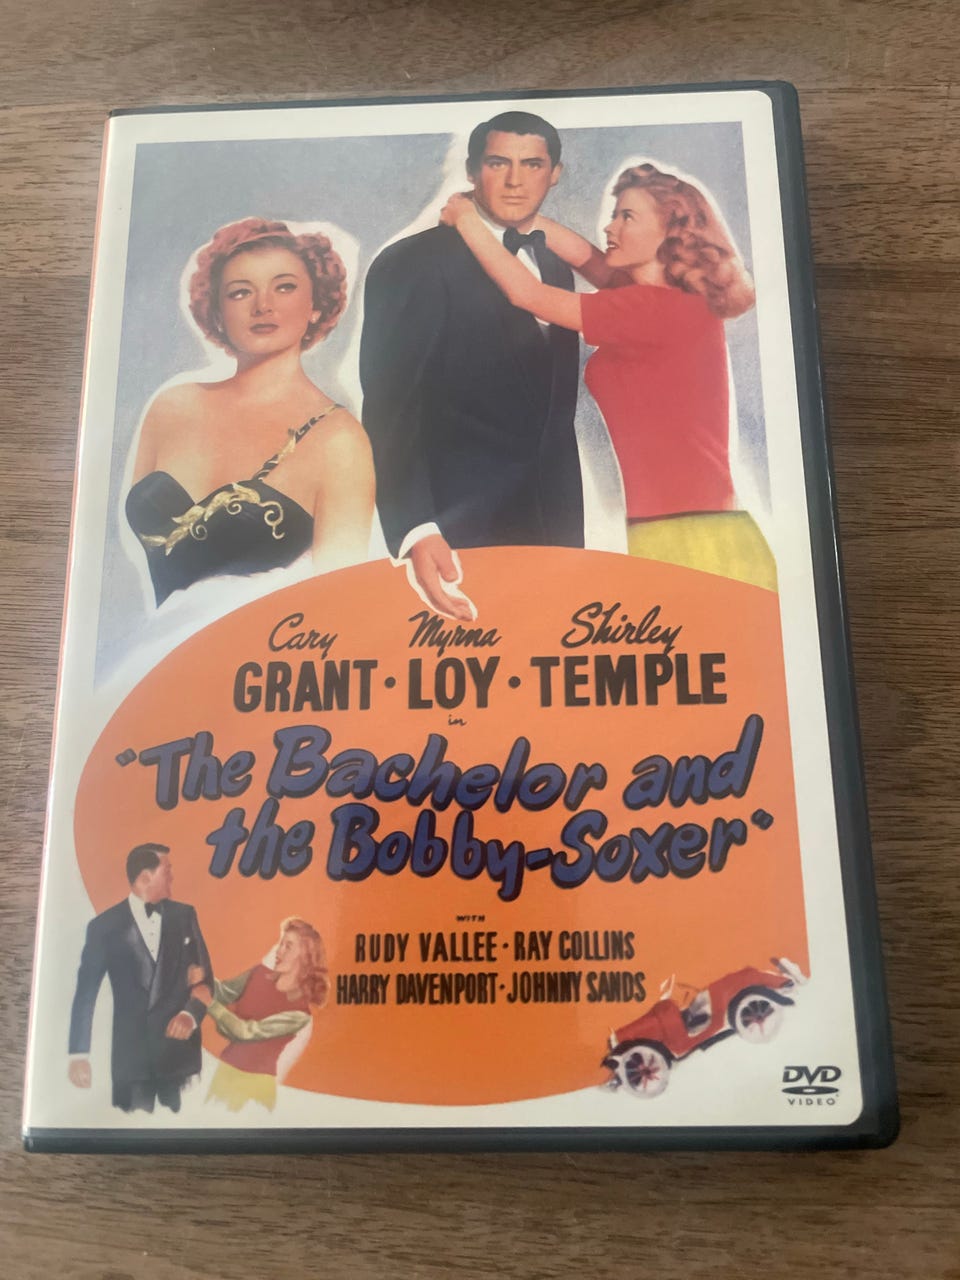 Cary Myrna Shirley
GRANT · LOY · TEMPLE
in
"The Bachelor and
the Bobby-Soxer"
WITH
RUDY VALLEE · RAY COLLINS
HARRY DAVENPORT · JOHNNY SANDS
DVD
VIDEO